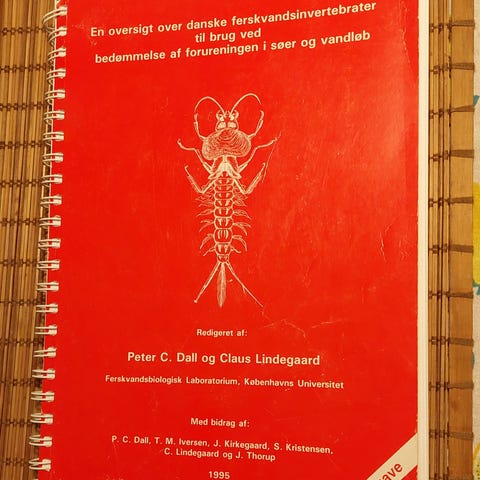 En oversigt over danske ferskvandsinvertebrater
til brug ved
bedømmelse af forureningen i søer og vandløb
Redigeret af:
Peter C. Dall og Claus Lindegaard
Ferskvandsbiologisk Laboratorium, Københavns Universitet
Med bidrag af:
P. C. Dall, T. M. Iversen, J. Kirkegaard, S. Kristensen,
C. Lindegaard og J. Thorup
1995